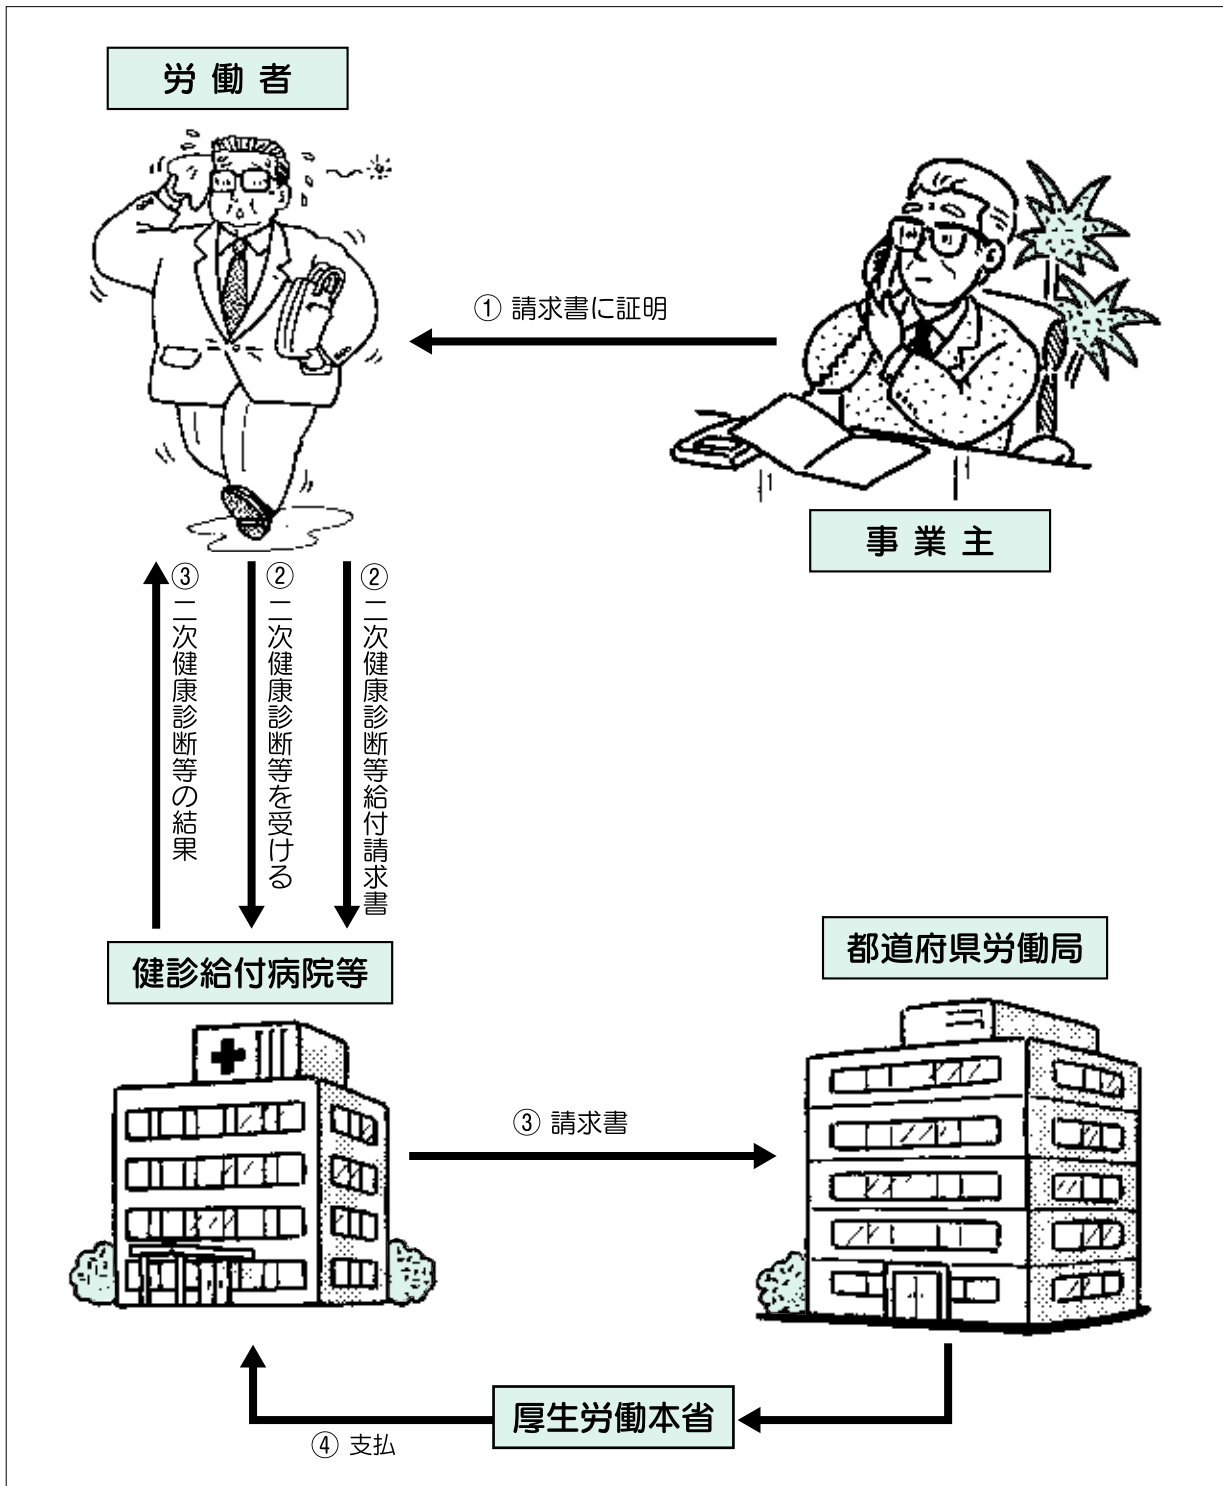 労働者
① 請求書に証明
事業主
③二次健康診断等の結果
②二次健康診断等を受ける
②二次健康診断等給付請求書
健診給付病院等
都道府県労働局
③ 請求書
厚生労働本省
④ 支払